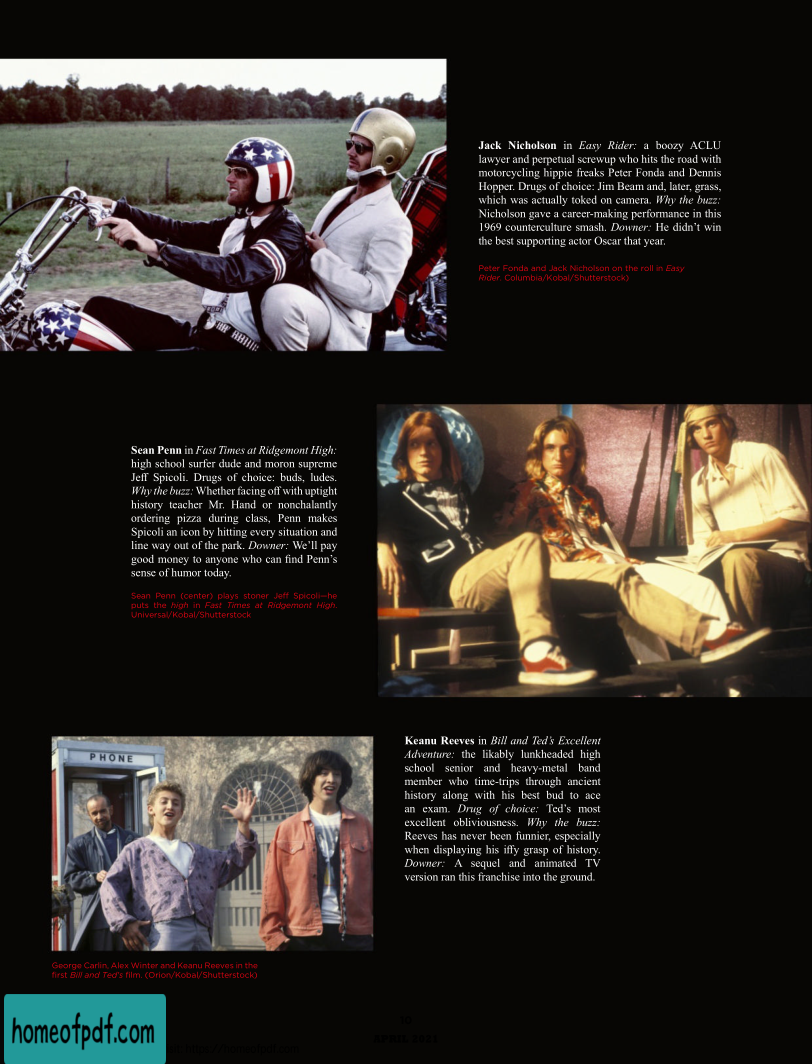 Jack Nicholson in Easy Rider: a boozy ACLU
lawyer and perpetual screwup who hits the road with
motorcycling hippie freaks Peter Fonda and Dennis
Hopper. Drugs of choice: Jim Beam and, later, grass,
which was actually toked on camera. Why the buzz:
Nicholson gave a career-making performance in this
1969 counterculture smash. Downer: He didn’t win
the best supporting actor Oscar that year.
Peter Fonda and Jack Nicholson on the roll in Easy
Rider. Columbia/Kobal/Shutterstock)
Sean Penn in Fast Times at Ridgemont High:
high school surfer dude and moron supreme
Jeff Spicoli. Drugs of choice: buds, ludes.
Why the buzz: Whether facing off with uptight
history teacher Mr. Hand or nonchalantly
ordering pizza during class, Penn makes
Spicoli an icon by hitting every situation and
line way out of the park. Downer: We’ll pay
good money to anyone who can find Penn’s
sense of humor today.
Sean Penn (center) plays stoner Jeff Spicoli—he
puts the high in Fast Times at Ridgemont High.
Universal/Kobal/Shutterstock
PHONE
Keanu Reeves in Bill and Ted’s Excellent
Adventure: the likably lunkheaded high
school senior and heavy-metal band
member who time-trips through ancient
history along with his best bud to ace
an exam. Drug of choice: Ted’s most
excellent obliviousness. Why the buzz:
Reeves has never been funnier, especially
when displaying his iffy grasp of history.
Downer: A sequel and animated TV
version ran this franchise into the ground.
George Carlin, Alex Winter and Keanu Reeves in the
first Bill and Ted’s film. (Orion/Kobal/Shutterstock)
homeofpdf.com
10
APRIL 2021